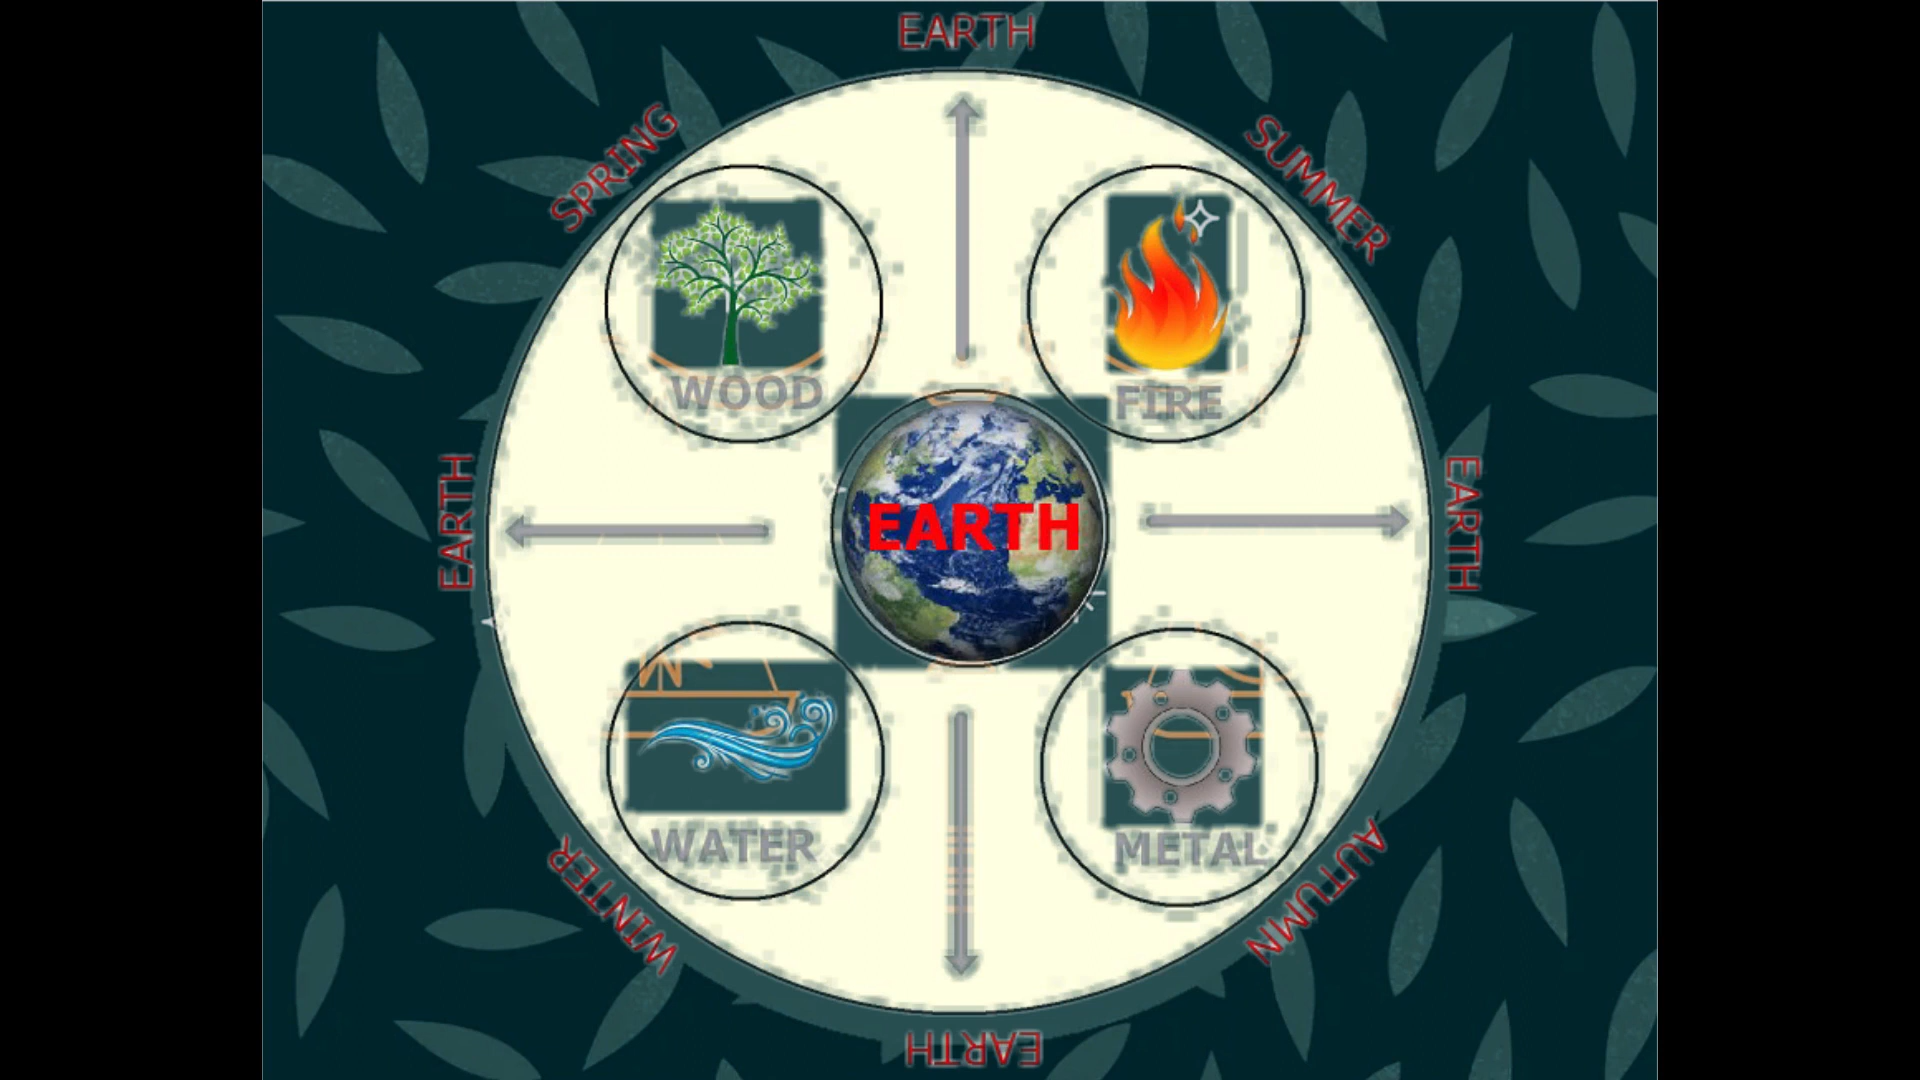 EARTH
SPRING
SUMMER
WOOD
FIRE
EARTH
EARTH
EARTH
WATER
METAL
WINTER
AUTUMN
EARTH